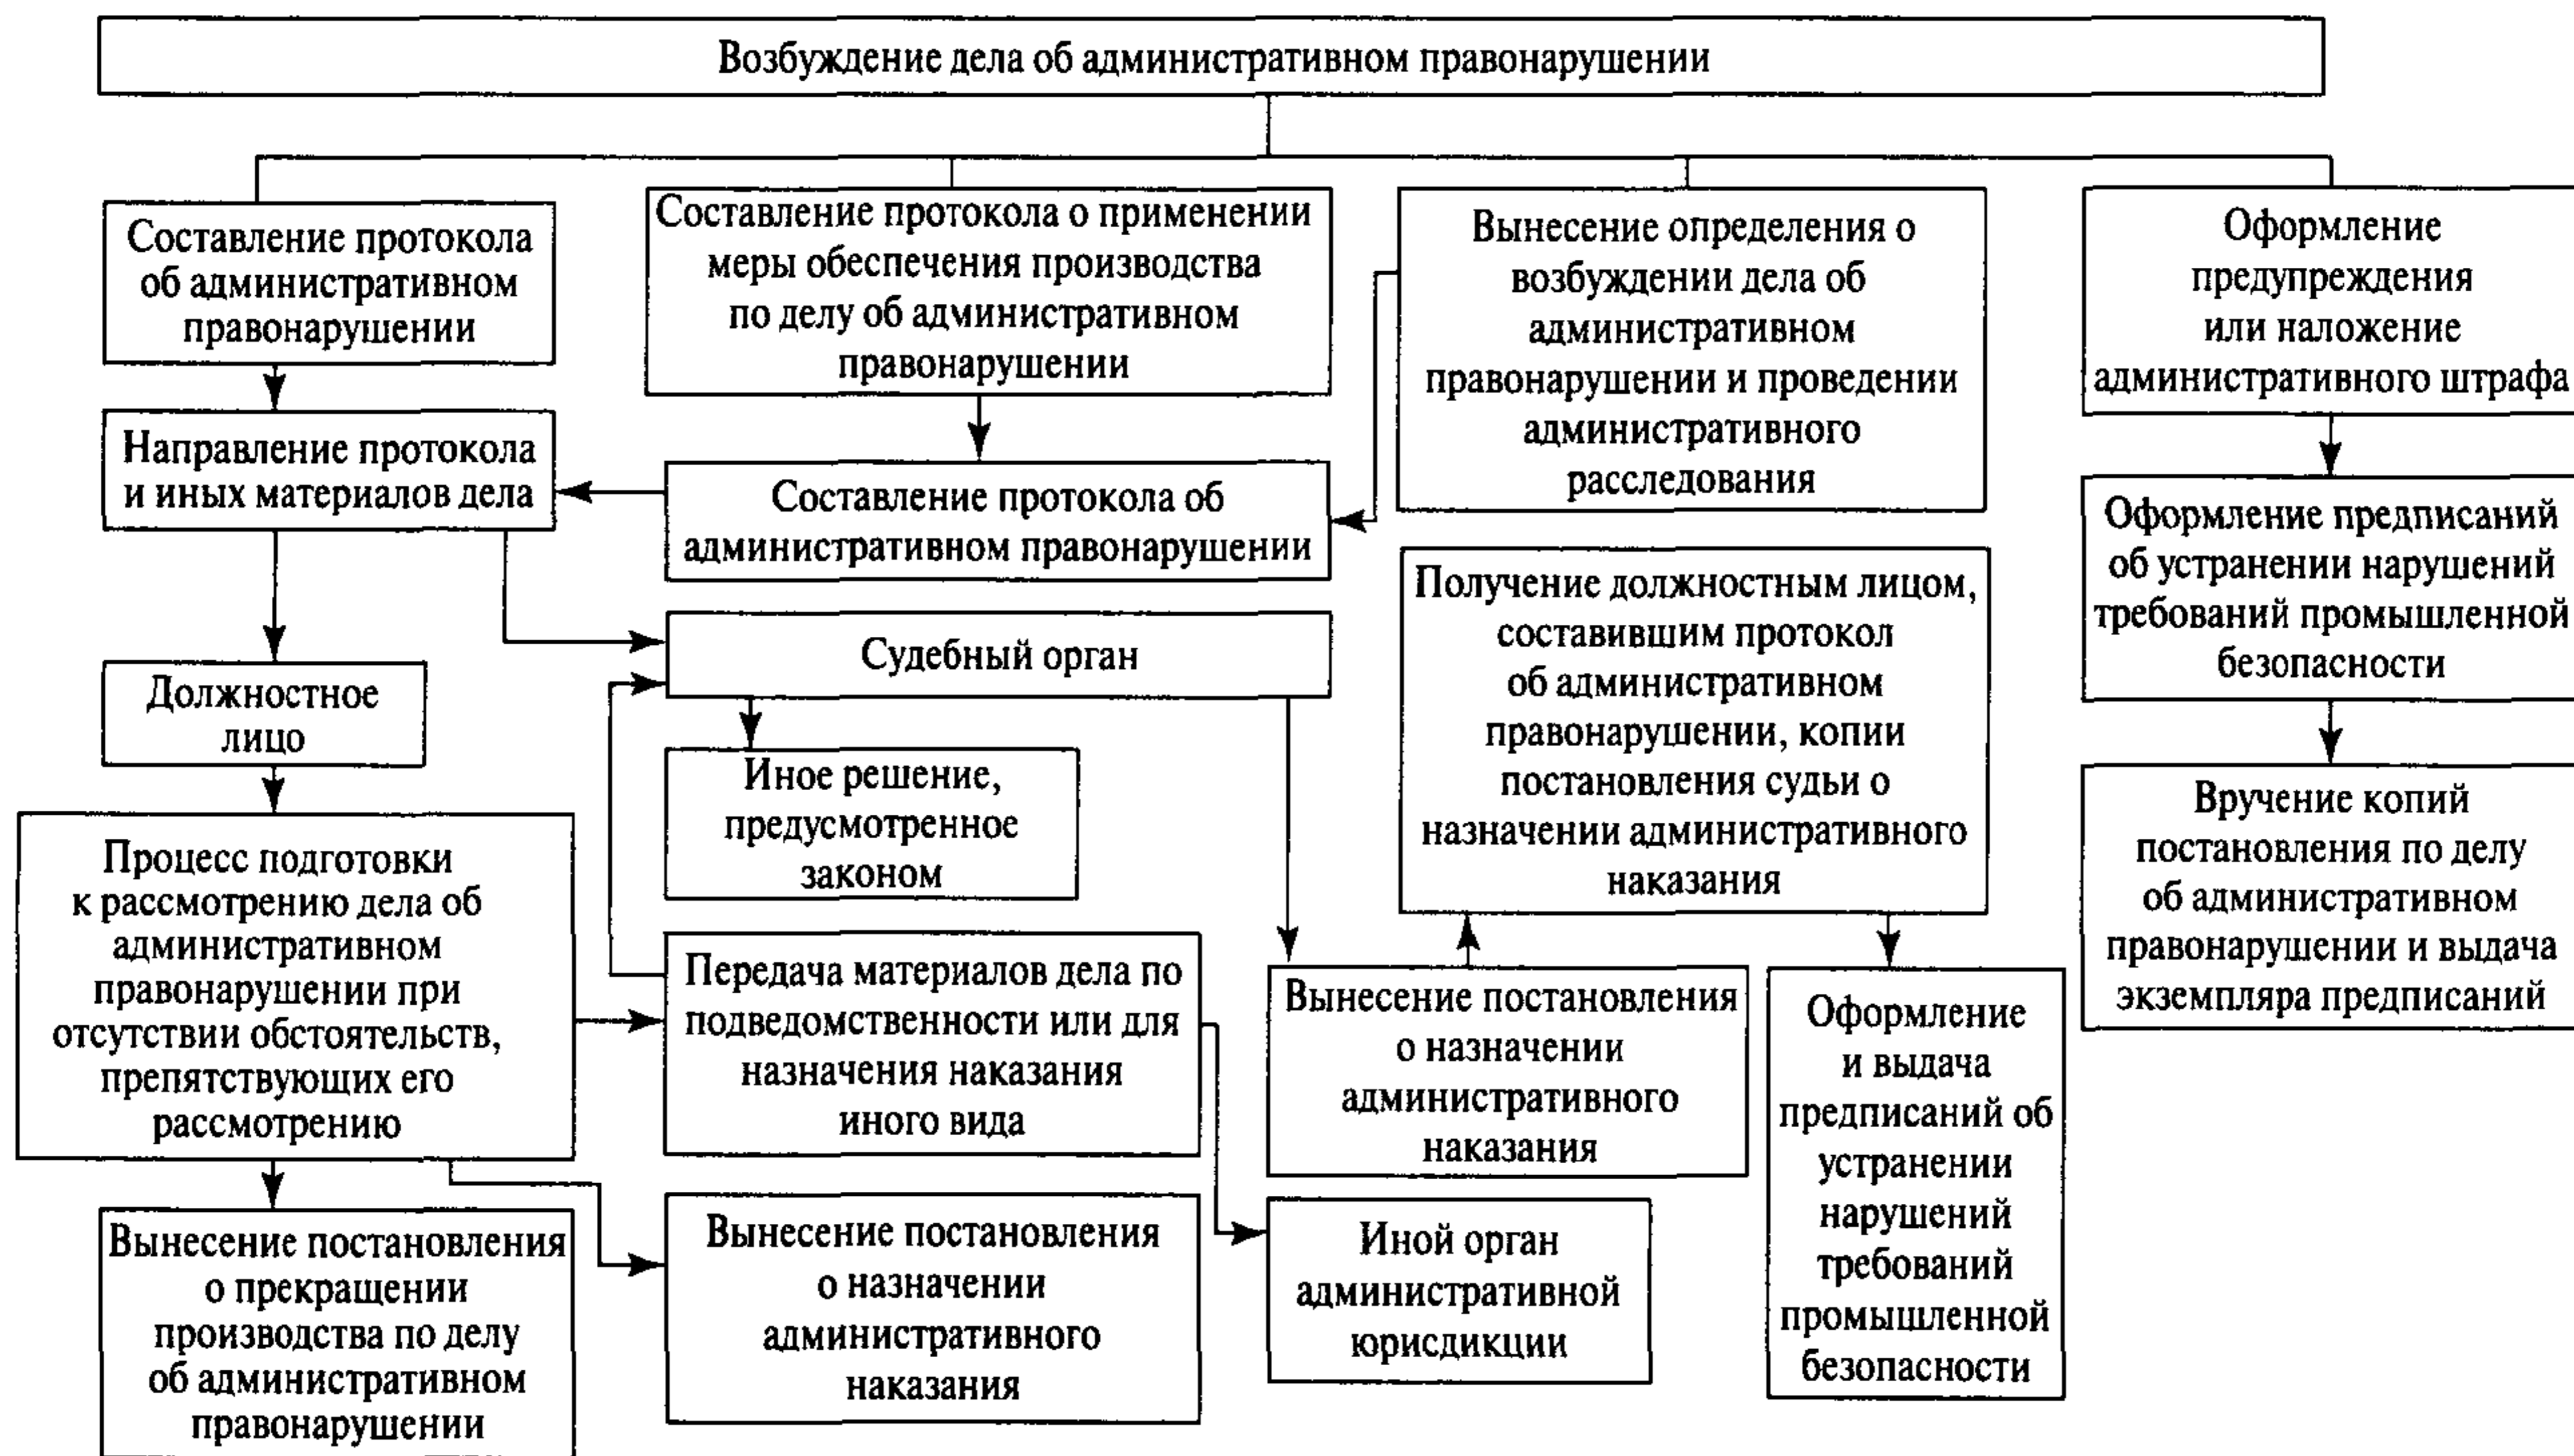 Возбуждение дела об административном правонарушении
Составление протокола
об административном
правонарушении
Составление протокола о применении
меры обеспечения производства
по делу об административном
правонарушении
Вынесение определения о
возбуждении дела об
административном
правонарушении и проведении
административного
расследования
Оформление
предупреждения
или наложение
административного штрафа
Направление протокола
и иных материалов дела
Составление протокола об
административном правонарушении
Оформление предписаний
об устранении нарушений
требований промышленной
безопасности
Получение должностным лицом,
составившим протокол
об административном
правонарушении, копии
постановления судьи о
назначении административного
наказания
Судебный орган
Должностное
лицо
Иное решение,
предусмотренное
законом
Вручение копий
постановления по делу
об административном
правонарушении и выдача
экземпляра предписаний
Процесс подготовки
к рассмотрению дела об
административном
правонарушении при
отсутствии обстоятельств,
препятствующих его
рассмотрению
Передача материалов дела по
подведомственности или для
назначения наказания
иного вида
Вынесение постановления
о назначении
административного
наказания
Оформление
и выдача
предписаний об
устранении
нарушений
требований
промышленной
безопасности
Вынесение постановления
о прекращении
производства по делу
об административном
правонарушении
Вынесение постановления
о назначении
административного
наказания
Иной орган
административной
юрисдикции